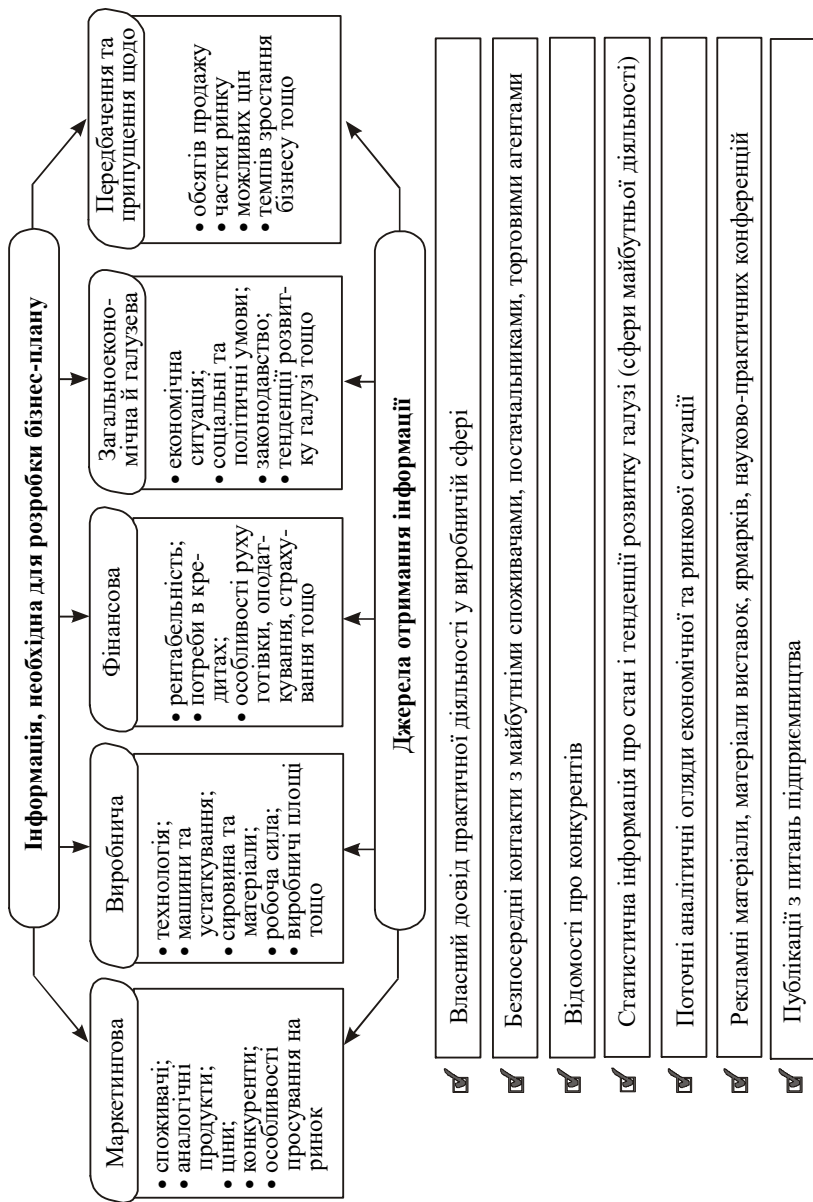 Інформація, необхідна для розробки бізнес-плану
Маркетингова
• споживачі;
• аналогічні
продукти;
• ціни;
• конкуренти;
• особливості
просування на
ринок
Виробнича
• технологія;
• машини та
устаткування;
• сировина та
матеріали;
• робоча сила;
• виробничі площі
тощо
Фінансова
• рентабельність;
• потреби в кре-
дитах;
• особливості руху
готівки, оподат-
кування, страху-
вання тощо
Загальноеконо-
мічна й галузева
• економічна
ситуація;
• соціальні та
політичні умови;
• законодавство;
• тенденції розвит-
ку галузі тощо
Передбачення та
припущення щодо
• обсягів продажу
• частки ринку
• можливих цін
• темпів зростання
бізнесу тощо
Джерела отримання інформації
Власний досвід практичної діяльності у виробничій сфері
Безпосередні контакти з майбутніми споживачами, постачальниками, торговими агентами
Відомості про конкурентів
Статистична інформація про стан і тенденції розвитку галузі (сфери майбутньої діяльності)
Поточні аналітичні огляди економічної та ринкової ситуації
Рекламні матеріали, матеріали виставок, ярмарків, науково-практичних конференцій
Публікації з питань підприємництва